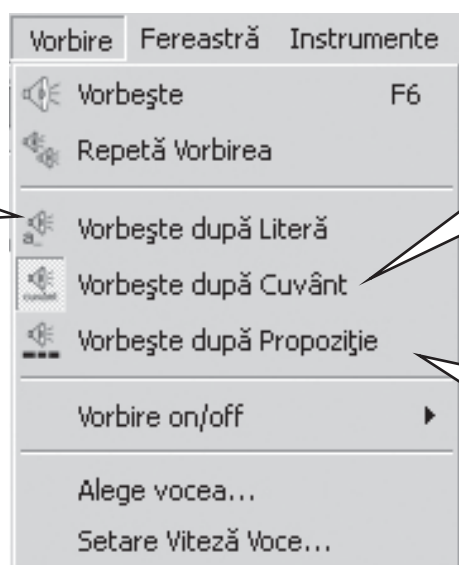 Vorbire Fereastră Instrumente
Vorbeşte F6
Repetă Vorbirea
Vorbeşte după Literă
Vorbeşte după Cuvânt
Vorbeşte după Propoziţie
Vorbire on/off
Alege vocea...
Setare Viteză Voce...